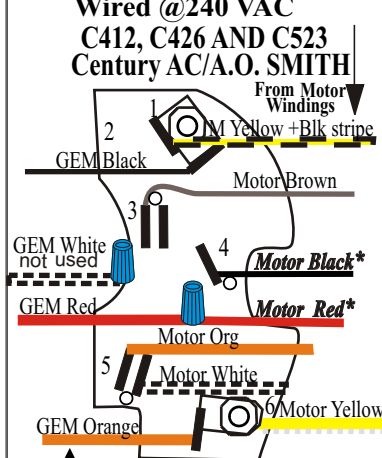 Wired @240 VAC
C412, C426 AND C523
Century AC/A.O. SMITH
From Motor
Windings
1
M Yellow +Blk stripe
2
GEM Black
Motor Brown
3
GEM White
not used
4
Motor Black*
GEM Red
Motor Red*
Motor Org
5
Motor White
6
Motor Yellow
GEM Orange